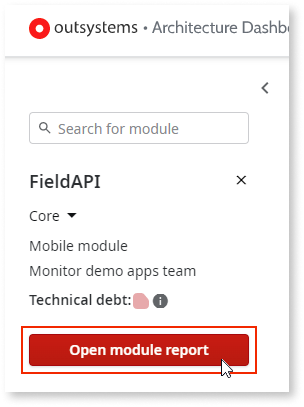 outsystems • Architecture Dashbo
Search for module
FieldAPI
Core
Mobile module
Monitor demo apps team
Technical debt:
Open module report